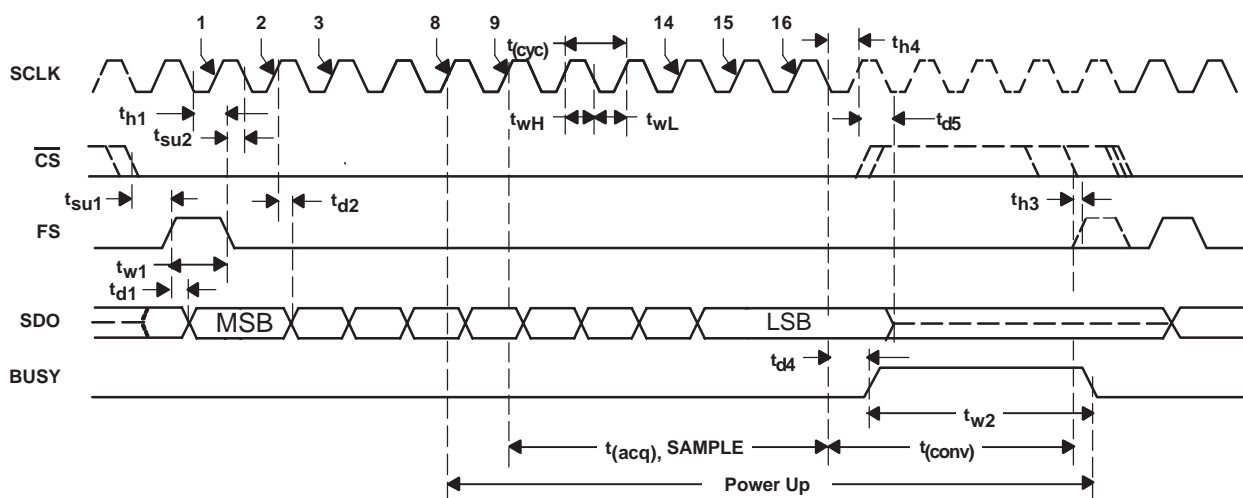 1 2 3 8 9 14 15 16
t(cyc)
th4
SCLK
th1
twH twL
tsu2
td5
CS
tsu1
td2
th3
FS
tw1
td1
SDO
MSB
LSB
td4
BUSY
tw2
t(acq), SAMPLE
t(conv)
Power Up